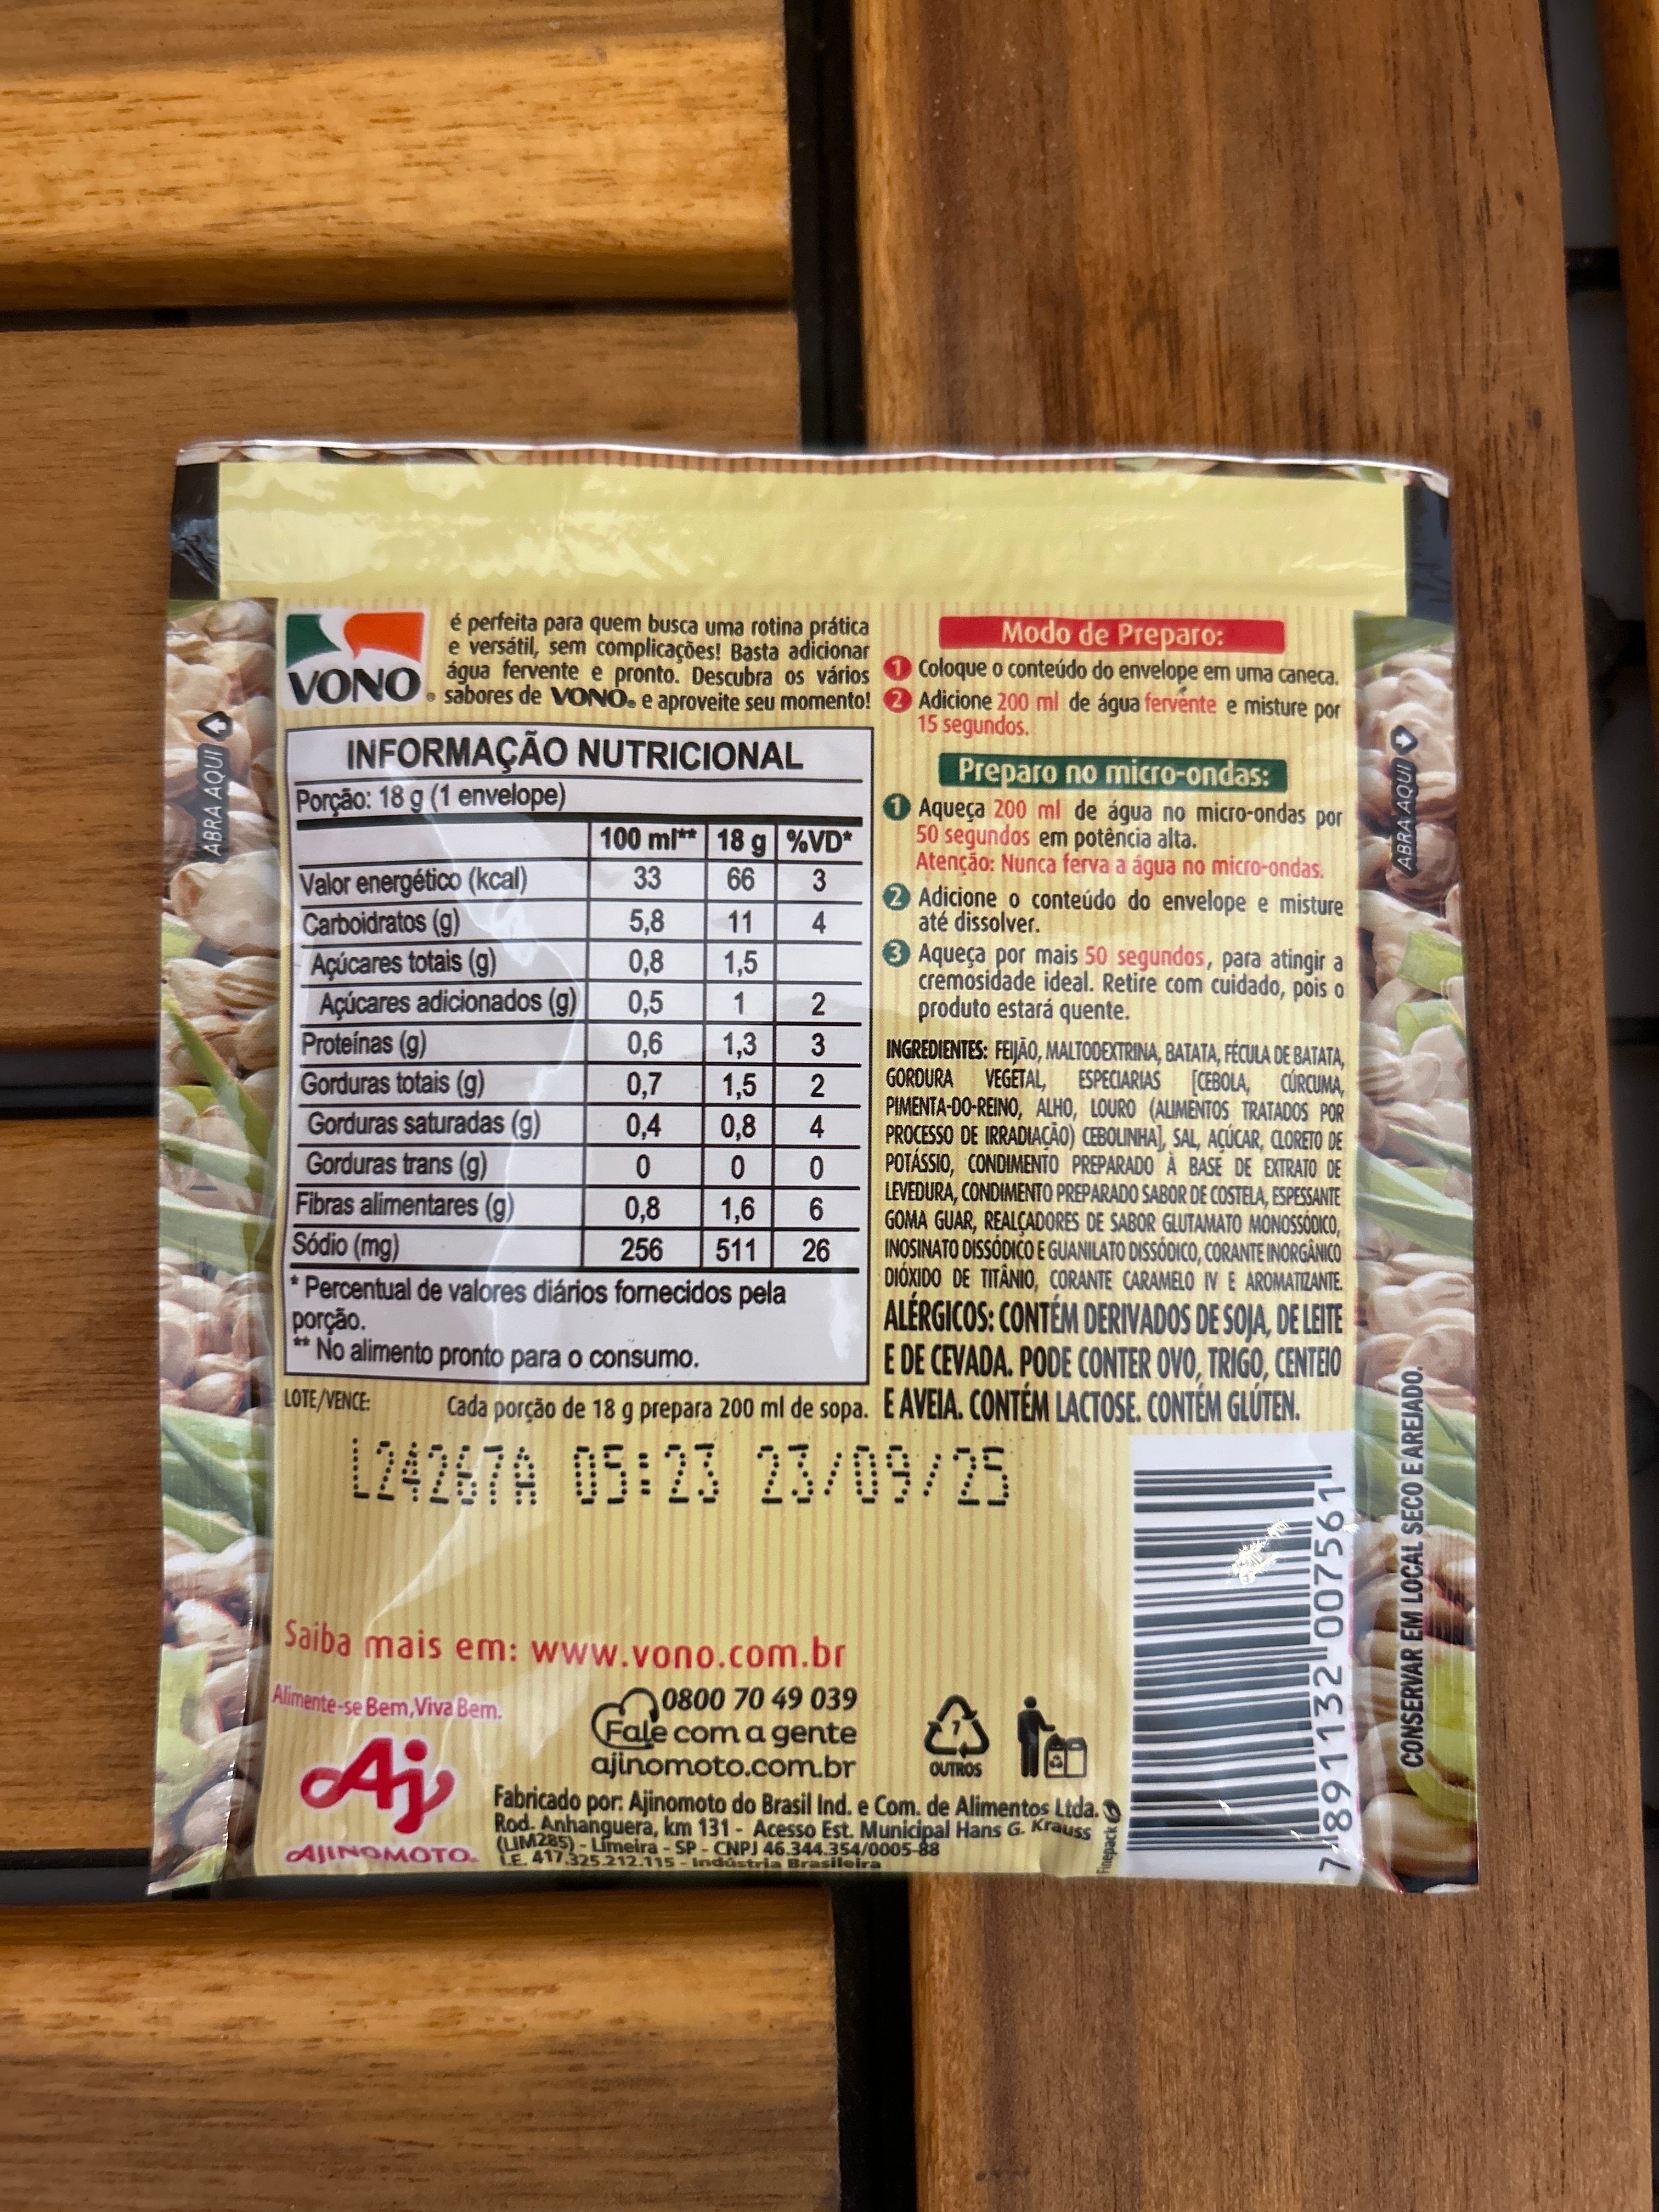 VONO
é perfeita para quem busca uma rotina prática
e versátil, sem complicações! Basta adicionar
água fervente e pronto. Descubra os vários
sabores de VONO® e aproveite seu momento!
ABRA AQUI
INFORMAÇÃO NUTRICIONAL
Porção: 18 g (1 envelope)
100 ml** 18 g %VD*
Valor energético (kcal) 33 66 3
Carboidratos (g) 5,8 11 4
Açúcares totais (g) 0,8 1,5
Açúcares adicionados (g) 0,5 1 2
Proteínas (g) 0,6 1,3 3
Gorduras totais (g) 0,7 1,5 2
Gorduras saturadas (g) 0,4 0,8 4
Gorduras trans (g) 0 0 0
Fibras alimentares (g) 0,8 1,6 6
Sódio (mg) 256 511 26
* Percentual de valores diários fornecidos pela
porção.
** No alimento pronto para o consumo.
LOTE/VENCE: Cada porção de 18 g prepara 200 ml de sopa.
L24267A 05:23 23/09/25
Modo de Preparo:
1 Coloque o conteúdo do envelope em uma caneca.
2 Adicione 200 ml de água fervente e misture por
15 segundos.
Preparo no micro-ondas:
1 Aqueça 200 ml de água no micro-ondas por
50 segundos em potência alta.
Atenção: Nunca ferva a água no micro-ondas.
2 Adicione o conteúdo do envelope e misture
até dissolver.
3 Aqueça por mais 50 segundos, para atingir a
cremosidade ideal. Retire com cuidado, pois o
produto estará quente.
INGREDIENTES: FEIJÃO, MALTODEXTRINA, BATATA, FÉCULA DE BATATA,
GORDURA VEGETAL, ESPECIARIAS [CEBOLA, CÚRCUMA,
PIMENTA-DO-REINO, ALHO, LOURO (ALIMENTOS TRATADOS POR
PROCESSO DE IRRADIAÇÃO) CEBOLINHA], SAL, AÇÚCAR, CLORETO DE
POTÁSSIO, CONDIMENTO PREPARADO À BASE DE EXTRATO DE
LEVEDURA, CONDIMENTO PREPARADO SABOR DE COSTELA, ESPESSANTE
GOMA GUAR, REALÇADORES DE SABOR GLUTAMATO MONOSSÓDICO,
INOSINATO DISSÓDICO E GUANILATO DISSÓDICO, CORANTE INORGÂNICO
DIÓXIDO DE TITÂNIO, CORANTE CARAMELO IV E AROMATIZANTE.
ALÉRGICOS: CONTÉM DERIVADOS DE SOJA, DE LEITE
E DE CEVADA. PODE CONTER OVO, TRIGO, CENTEIO
E AVEIA. CONTÉM LACTOSE. CONTÉM GLÚTEN.
ABRA AQUI
CONSERVAR EM LOCAL SECO E AREJADO.
7 891132 007561
Saiba mais em: www.vono.com.br
Alimente-se Bem, Viva Bem.
Aj
AJINOMOTO®
0800 70 49 039
Fale com a gente
ajinomoto.com.br
7
OUTROS
Fabricado por: Ajinomoto do Brasil Ind. e Com. de Alimentos Ltda.
Rod. Anhanguera, km 131 - Acesso Est. Municipal Hans G. Krauss
(LIM285) - Limeira - SP - CNPJ 46.344.354/0005-88
I.E. 417.325.212.115 - Indústria Brasileira
Finepack